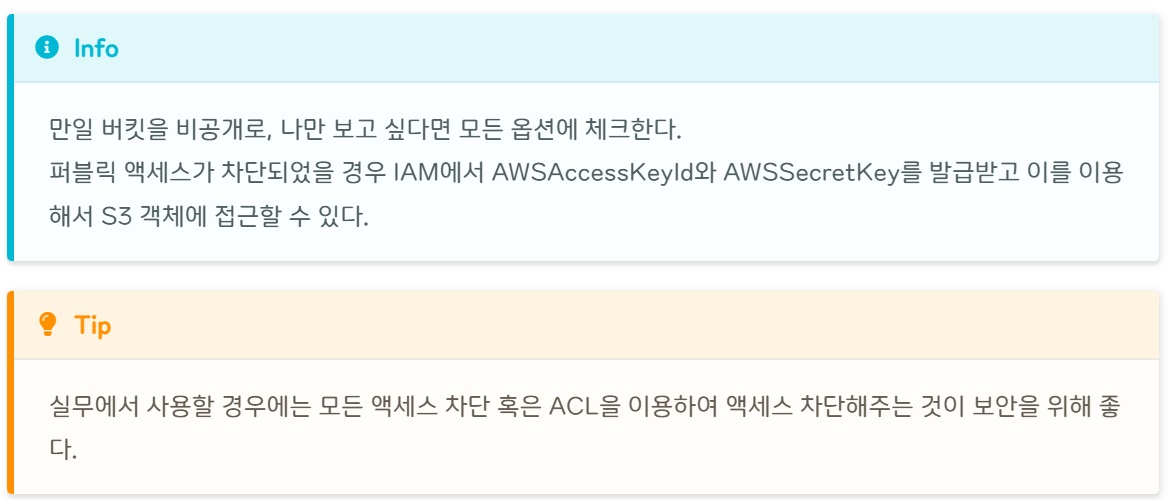 Info
만일 버킷을 비공개로, 나만 보고 싶다면 모든 옵션에 체크한다.
퍼블릭 액세스가 차단되었을 경우 IAM에서 AWSAccessKeyId와 AWSSecretKey를 발급받고 이를 이용
해서 S3 객체에 접근할 수 있다.
Tip
실무에서 사용할 경우에는 모든 액세스 차단 혹은 ACL을 이용하여 액세스 차단해주는 것이 보안을 위해 좋
다.